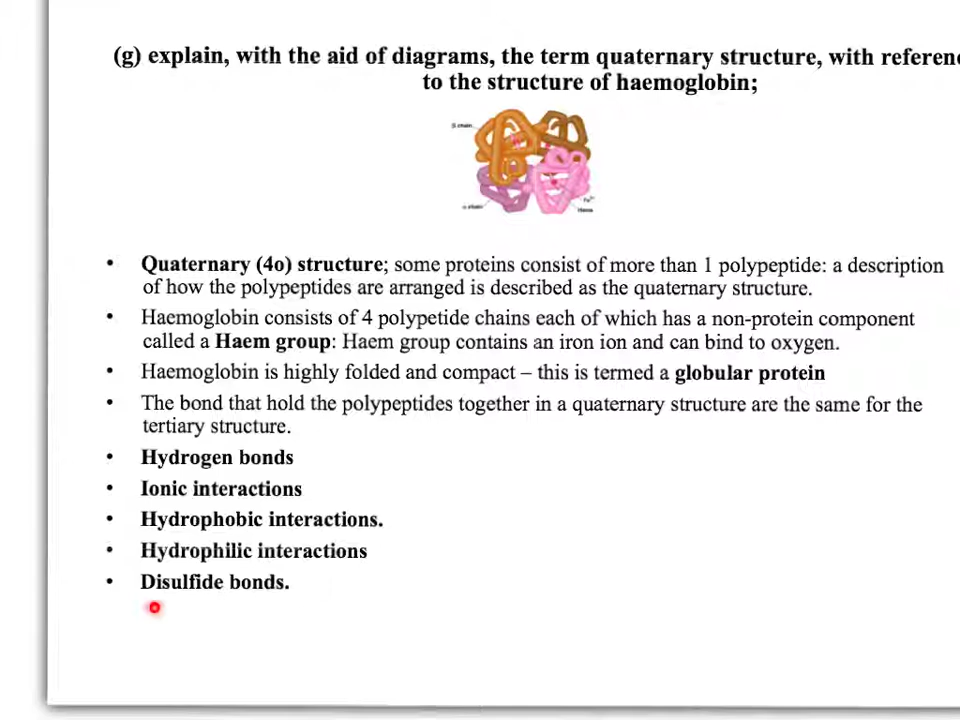 (g) explain, with the aid of diagrams, the term quaternary structure, with referen
to the structure of haemoglobin;
chain
Fe2+
Haem
• Quaternary (4o) structure; some proteins consist of more than 1 polypeptide: a description
of how the polypeptides are arranged is described as the quaternary structure.
• Haemoglobin consists of 4 polypetide chains each of which has a non-protein component
called a Haem group: Haem group contains an iron ion and can bind to oxygen.
• Haemoglobin is highly folded and compact – this is termed a globular protein
• The bond that hold the polypeptides together in a quaternary structure are the same for the
tertiary structure.
• Hydrogen bonds
• Ionic interactions
• Hydrophobic interactions.
• Hydrophilic interactions
• Disulfide bonds.